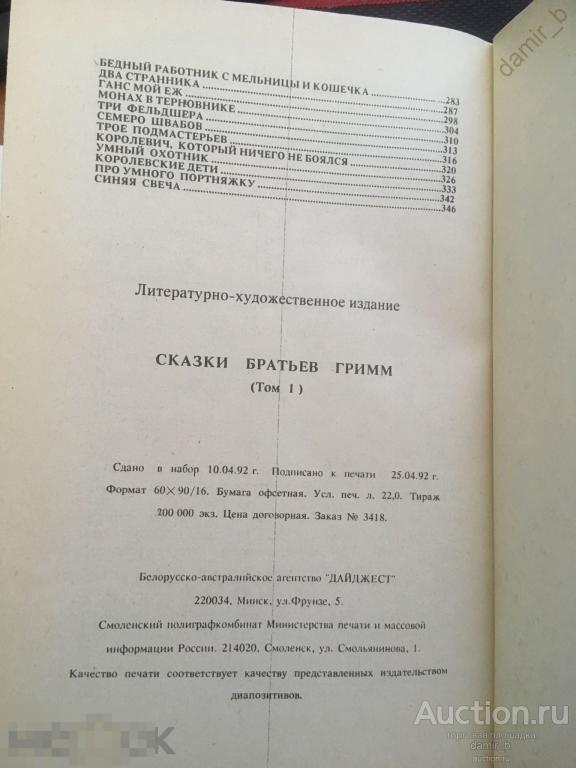 damir_b
БЕДНЫЙ РАБОТНИК С МЕЛЬНИЦЫ И КОШЕЧКА ..... 283
ДВА СТРАННИКА ..... 287
ГАНС МОЙ ЕЖ ..... 298
МОНАХ В ТЕРНОВНИКЕ ..... 304
ТРИ ФЕЛЬДШЕРА ..... 310
СЕМЕРО ШВАБОВ ..... 313
ТРОЕ ПОДМАСТЕРЬЕВ ..... 316
КОРОЛЕВИЧ, КОТОРЫЙ НИЧЕГО НЕ БОЯЛСЯ ..... 320
УМНЫЙ ОХОТНИК ..... 326
КОРОЛЕВСКИЕ ДЕТИ ..... 333
ПРО УМНОГО ПОРТНЯЖКУ ..... 342
СИНЯЯ СВЕЧА ..... 346
Литературно-художественное издание
СКАЗКИ БРАТЬЕВ ГРИММ
(Том 1)
Сдано в набор 10.04.92 г. Подписано к печати 25.04.92 г.
Формат 60×90/16. Бумага офсетная. Усл. печ. л. 22,0. Тираж
200 000 экз. Цена договорная. Заказ № 3418.
Белорусско-австралийское агентство "ДАЙДЖЕСТ"
220034, Минск, ул.Фрунзе, 5.
Смоленский полиграфкомбинат Министерства печати и массовой
информации России. 214020, Смоленск, ул. Смольянинова, 1.
Качество печати соответствует качеству представленных издательством
диапозитивов.
Аукцион.ru
торговая площадка
damir_b
auction.ru